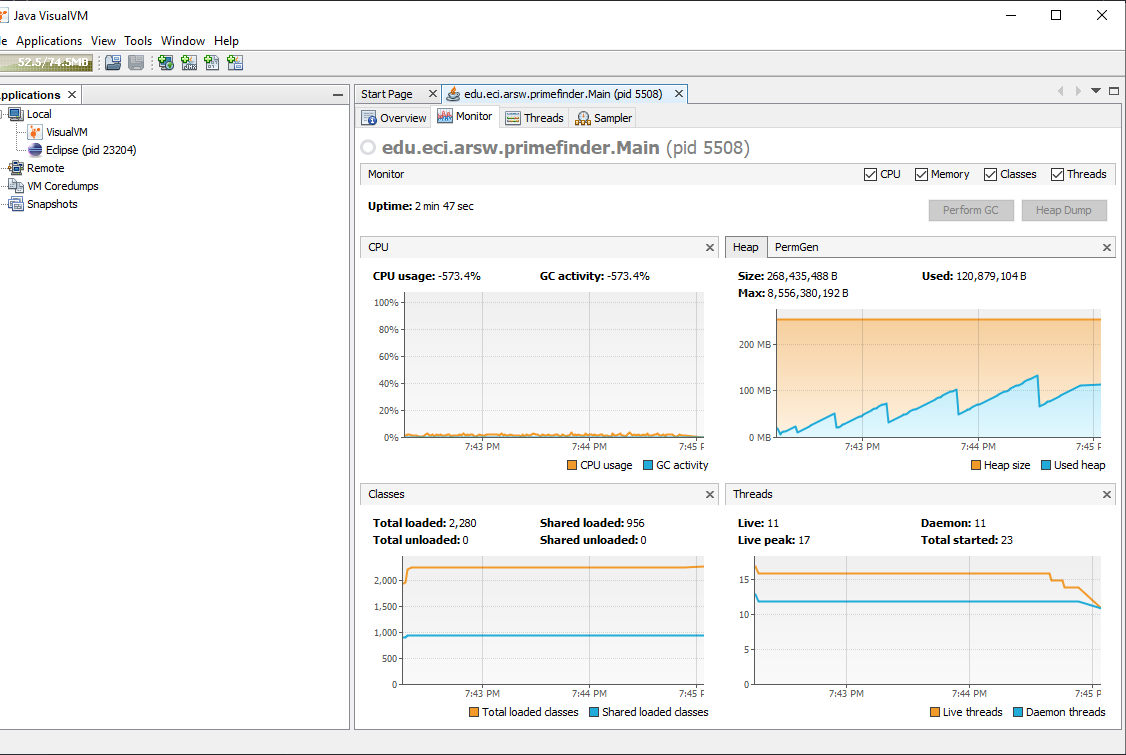 Java VisualVM
le Applications View Tools Window Help
52.5/74.5MB
pplications
Local
VisualVM
Eclipse (pid 23204)
Remote
VM Coredumps
Snapshots
Start Page edu.eci.arsw.primefinder.Main (pid 5508)
Overview Monitor Threads Sampler
edu.eci.arsw.primefinder.Main (pid 5508)
Monitor CPU Memory Classes Threads
Uptime: 2 min 47 sec
Perform GC Heap Dump
CPU
CPU usage: -573.4% GC activity: -573.4%
100%
80%
60%
40%
20%
0%
7:43 PM 7:44 PM 7:45 P
CPU usage GC activity
Heap PermGen
Size: 268,435,488 B Used: 120,879,104 B
Max: 8,556,380,192 B
200 MB
100 MB
0 MB
7:43 PM 7:44 PM 7:45 P
Heap size Used heap
Classes
Total loaded: 2,280 Shared loaded: 956
Total unloaded: 0 Shared unloaded: 0
2,000
1,500
1,000
500
0
7:43 PM 7:44 PM 7:45 P
Total loaded classes Shared loaded classes
Threads
Live: 11 Daemon: 11
Live peak: 17 Total started: 23
15
10
5
0
7:43 PM 7:44 PM 7:45 P
Live threads Daemon threads